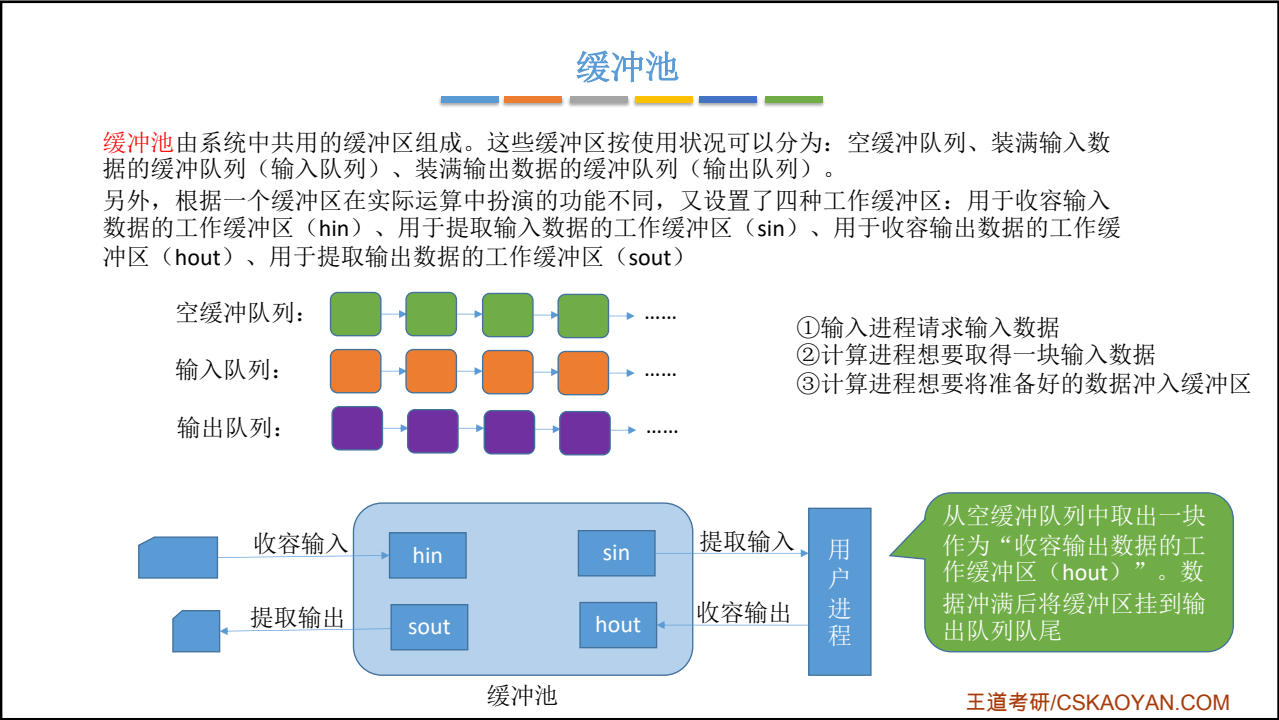 缓冲池
缓冲池由系统中共用的缓冲区组成。这些缓冲区按使用状况可以分为：空缓冲队列、装满输入数
据的缓冲队列（输入队列）、装满输出数据的缓冲队列（输出队列）。
另外，根据一个缓冲区在实际运算中扮演的功能不同，又设置了四种工作缓冲区：用于收容输入
数据的工作缓冲区（hin）、用于提取输入数据的工作缓冲区（sin）、用于收容输出数据的工作缓
冲区（hout）、用于提取输出数据的工作缓冲区（sout）
空缓冲队列：
……
输入队列：
……
输出队列：
……
①输入进程请求输入数据
②计算进程想要取得一块输入数据
③计算进程想要将准备好的数据冲入缓冲区
收容输入
hin
sin
提取输入
提取输出
sout
hout
收容输出
用
户
进
程
缓冲池
从空缓冲队列中取出一块
作为“收容输出数据的工
作缓冲区（hout）”。数
据冲满后将缓冲区挂到输
出队列队尾
王道考研/CSKAOYAN.COM